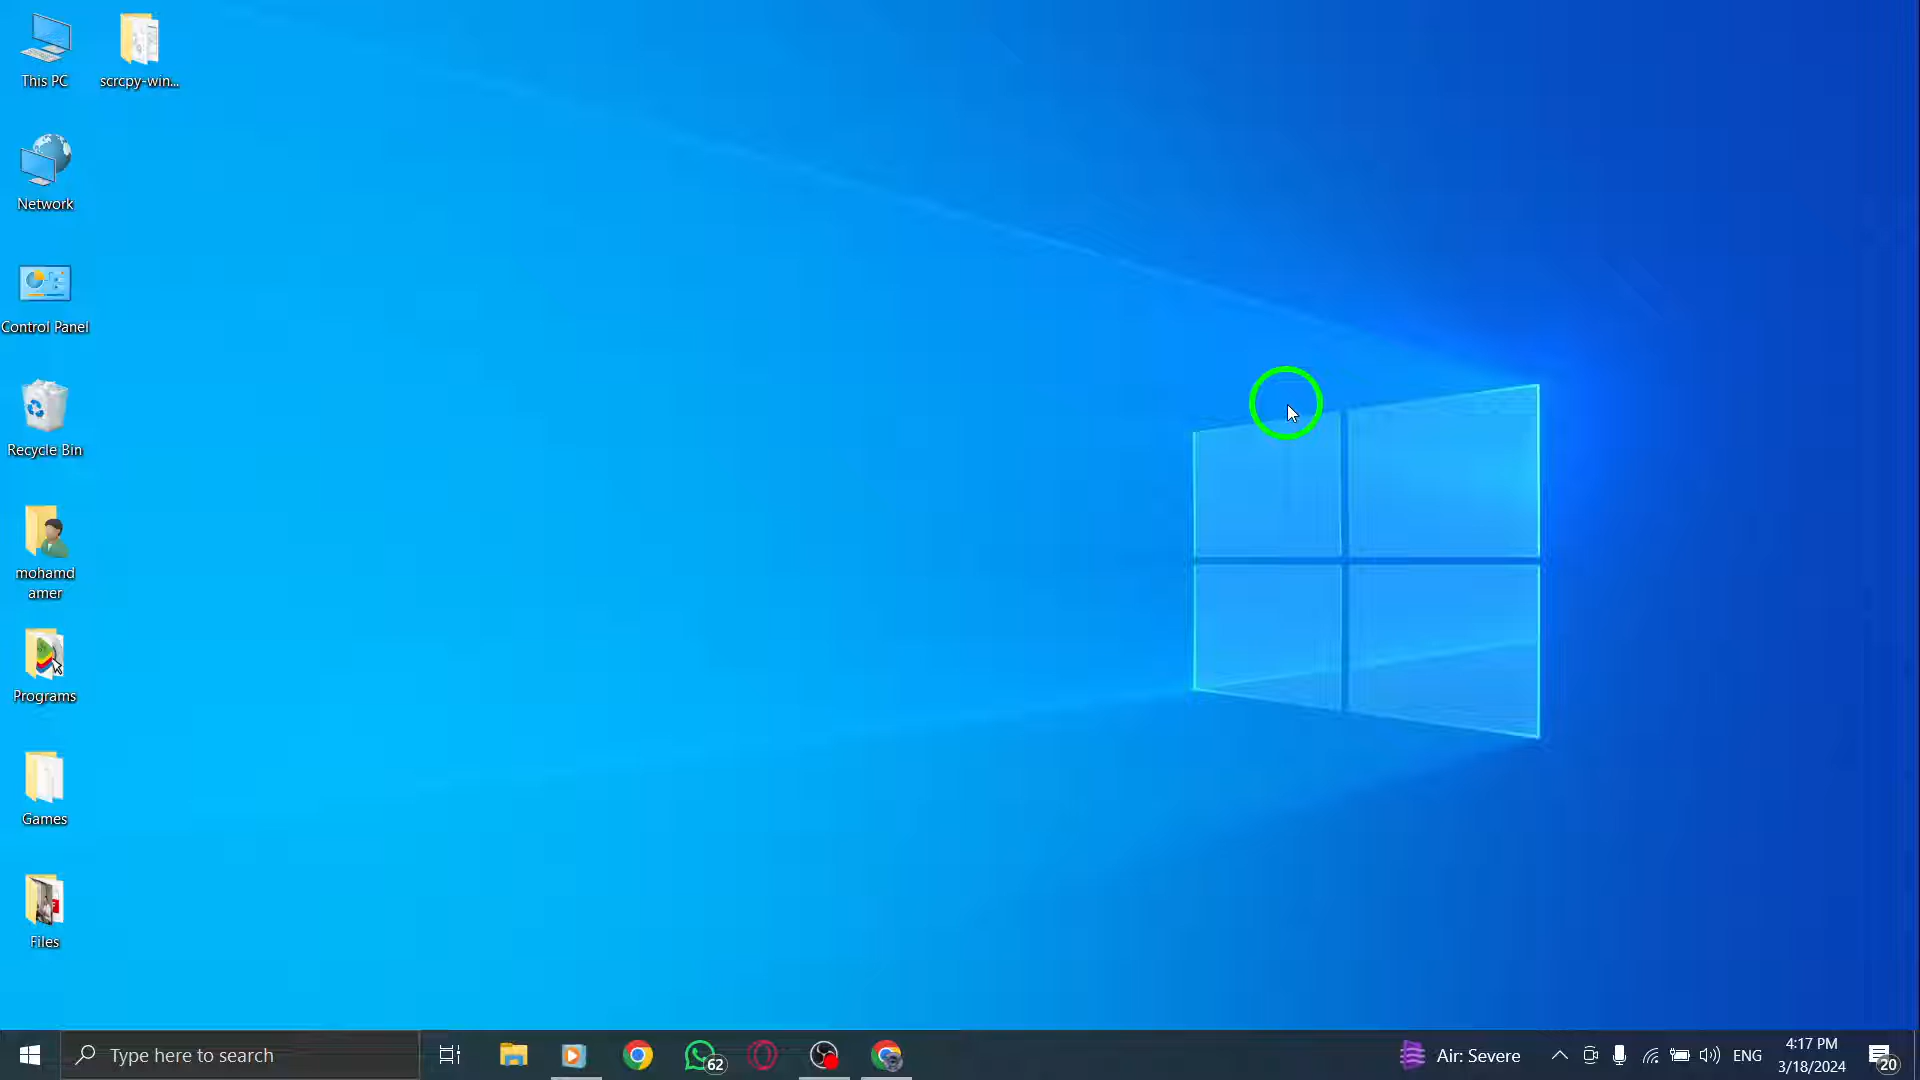 This PC
scrcpy-win...
Network
Control Panel
Recycle Bin
mohamd
amer
Programs
Games
Files
Type here to search
62
Air: Severe
ENG
4:17 PM
3/18/2024
20